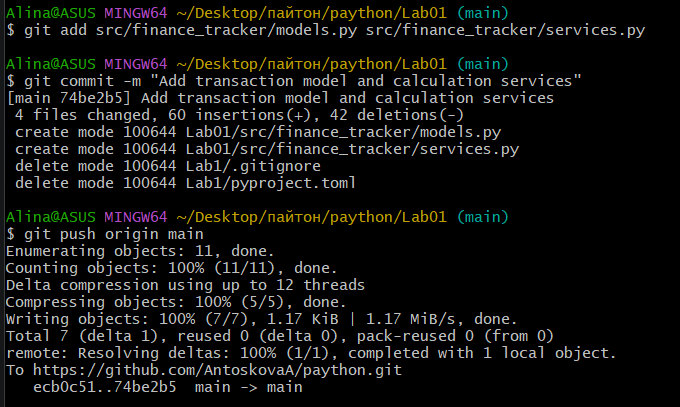 Alina@ASUS MINGW64 ~/Desktop/пайтон/paython/Lab01 (main)
$ git add src/finance_tracker/models.py src/finance_tracker/services.py
Alina@ASUS MINGW64 ~/Desktop/пайтон/paython/Lab01 (main)
$ git commit -m "Add transaction model and calculation services"
[main 74be2b5] Add transaction model and calculation services
 4 files changed, 60 insertions(+), 42 deletions(-)
 create mode 100644 Lab01/src/finance_tracker/models.py
 create mode 100644 Lab01/src/finance_tracker/services.py
 delete mode 100644 Lab1/.gitignore
 delete mode 100644 Lab1/pyproject.toml
Alina@ASUS MINGW64 ~/Desktop/пайтон/paython/Lab01 (main)
$ git push origin main
Enumerating objects: 11, done.
Counting objects: 100% (11/11), done.
Delta compression using up to 12 threads
Compressing objects: 100% (5/5), done.
Writing objects: 100% (7/7), 1.17 KiB | 1.17 MiB/s, done.
Total 7 (delta 1), reused 0 (delta 0), pack-reused 0 (from 0)
remote: Resolving deltas: 100% (1/1), completed with 1 local object.
To https://github.com/AntoskovaA/paython.git
   ecb0c51..74be2b5  main -> main